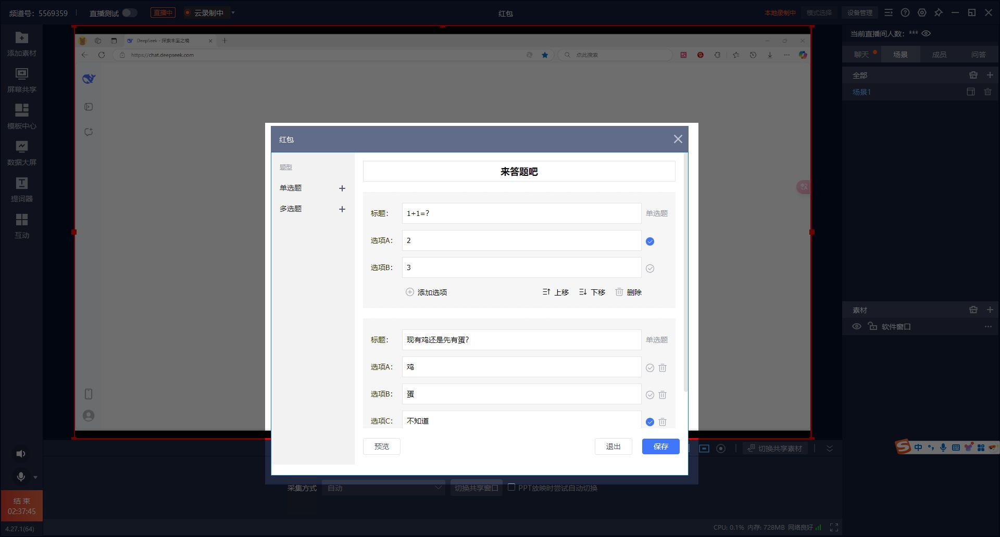 频道号：5569359
直播测试
直播中
云录制中
红包
本地录制中
模式选择
设备管理
添加素材
屏幕共享
模板中心
数据大屏
提词器
互动
DeepSeek - 探索未至之境
https://chat.deepseek.com
点此搜索
当前直播间人数：***
聊天
场景
成员
问答
全部
场景1
素材
软件窗口
红包
题型
单选题
多选题
来答题吧
标题：
1+1=?
单选题
选项A：
2
选项B：
3
添加选项
上移
下移
删除
标题：
现有鸡还是先有蛋?
单选题
选项A：
鸡
选项B：
蛋
选项C：
不知道
预览
退出
保存
切换共享素材
中
采集方式
自动
切换共享窗口
PPT放映时尝试自动切换
结 束
02:37:45
4.27.1(64)
CPU: 0.1% 内存: 728MB 网络良好